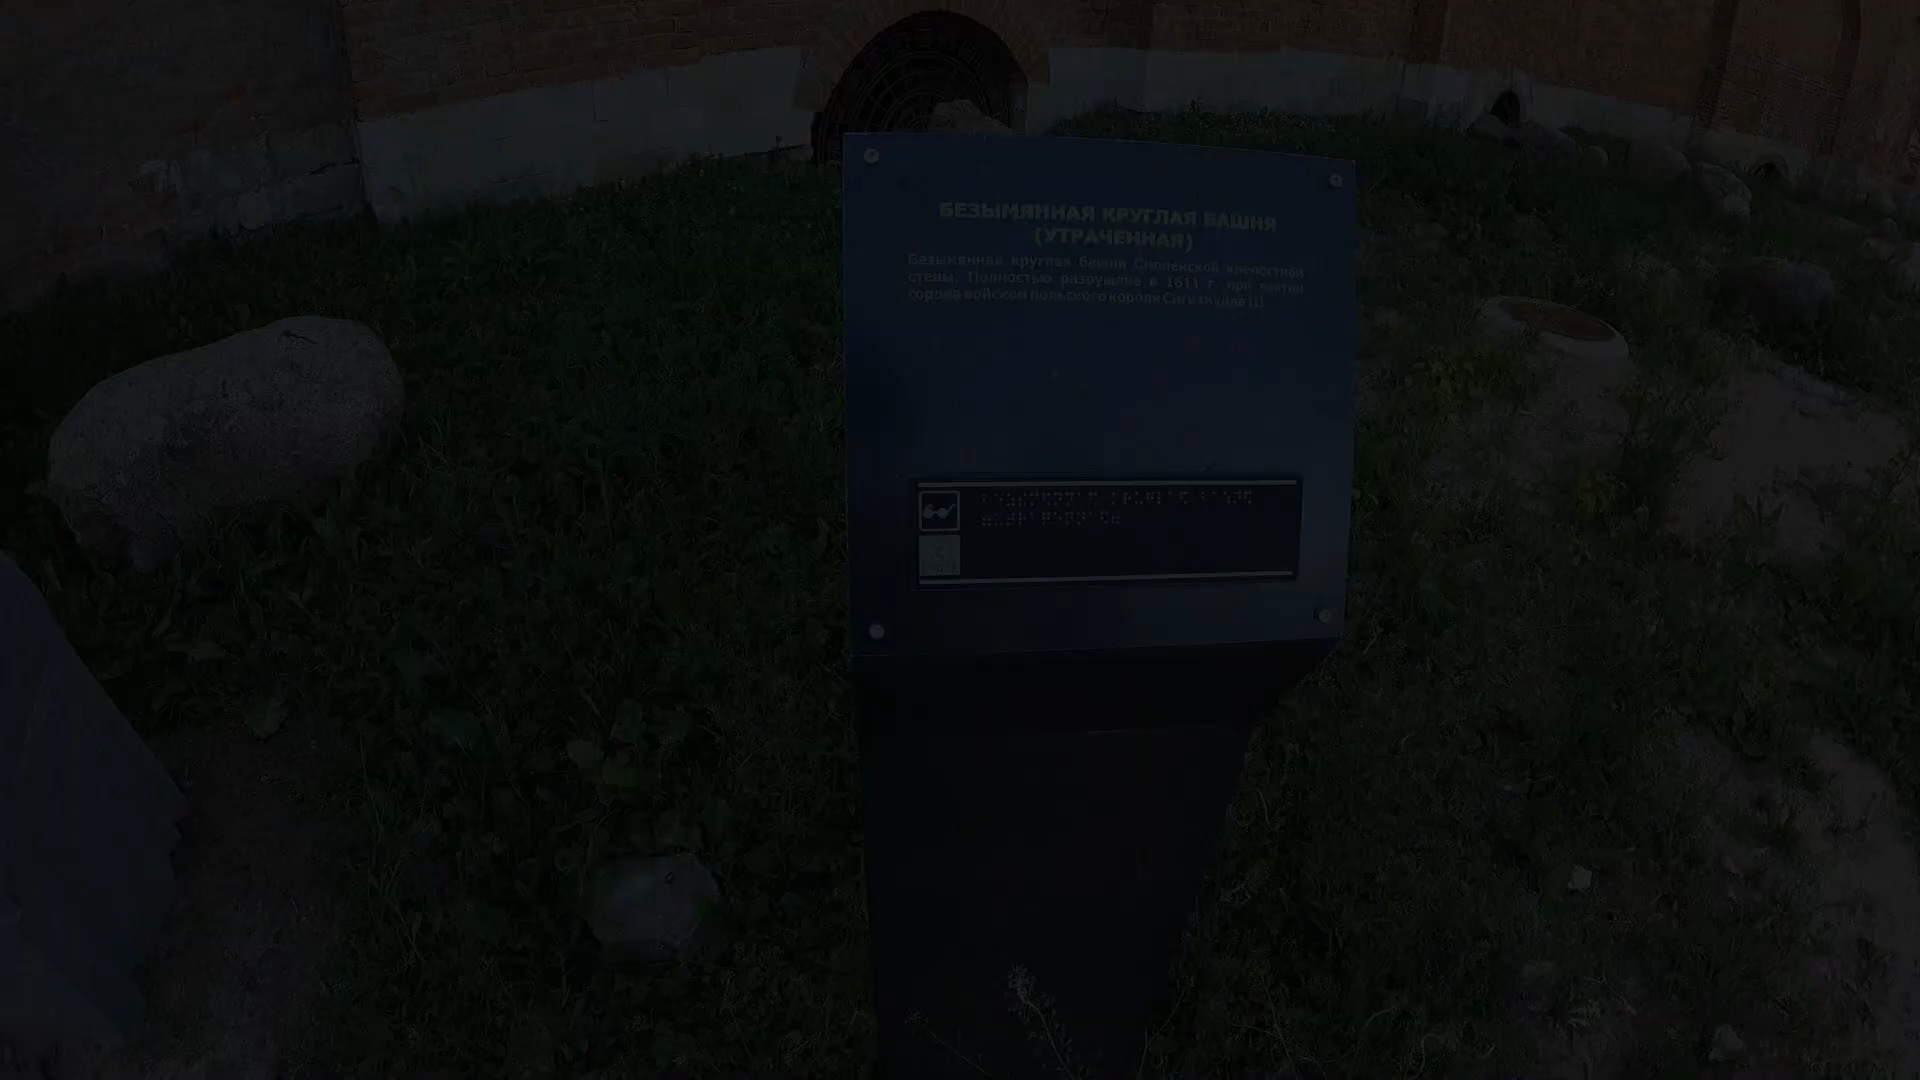 БЕЗЫМЯННАЯ КРУГЛАЯ БАШНЯ
(УТРАЧЕННАЯ)
Безымянная круглая башня Смоленской крепостной
стены. Полностью разрушена в 1611 г. при взятии
города войском польского короля Сигизмунда III